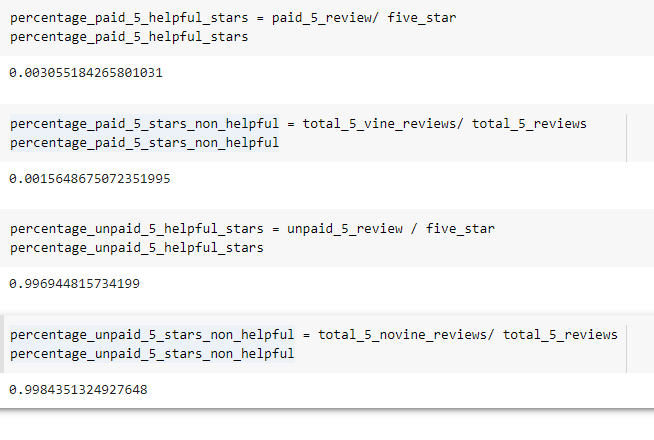 percentage_paid_5_helpful_stars = paid_5_review/ five_star
percentage_paid_5_helpful_stars
0.003055184265801031
percentage_paid_5_stars_non_helpful = total_5_vine_reviews/ total_5_reviews
percentage_paid_5_stars_non_helpful
0.0015648675072351995
percentage_unpaid_5_helpful_stars = unpaid_5_review / five_star
percentage_unpaid_5_helpful_stars
0.996944815734199
percentage_unpaid_5_stars_non_helpful = total_5_novine_reviews/ total_5_reviews
percentage_unpaid_5_stars_non_helpful
0.9984351324927648